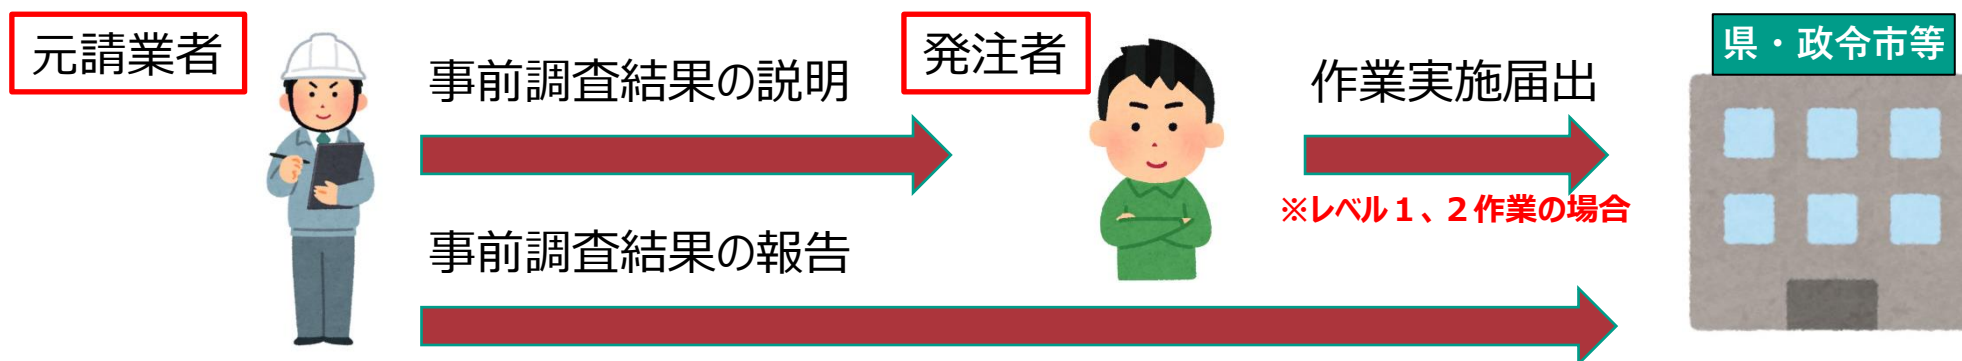 元請業者
事前調査結果の説明
発注者
作業実施届出
県・政令市等
※レベル１、２作業の場合
事前調査結果の報告